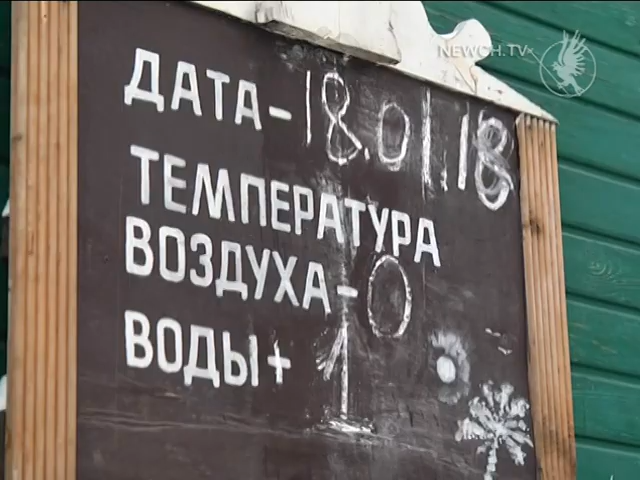 NEWCH.TV
ДАТА-18.01.18
ТЕМПЕРАТУРА
ВОЗДУХА-0
ВОДЫ+1